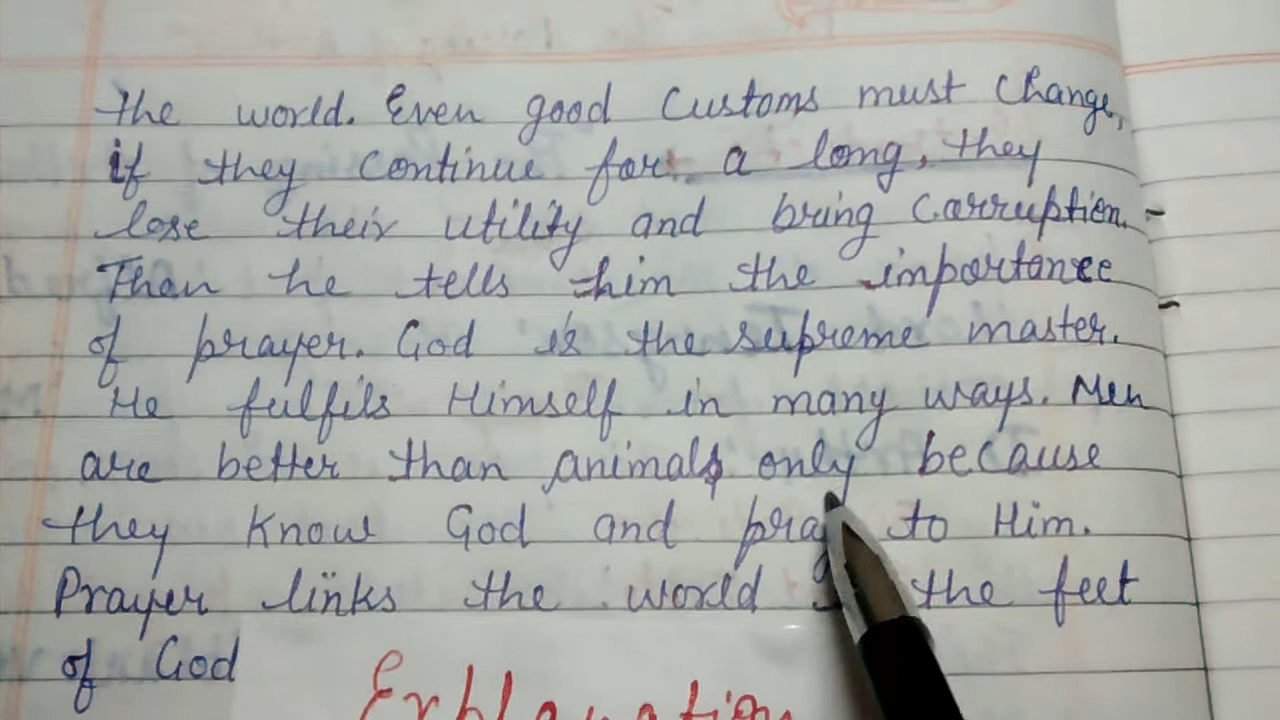 the world. Even good Customs must Change,
if they Continue for a long, they
lose their utility and bring Carruption.
Then he tells him the importance
of prayer. God is the supreme master.
He fulfils Himself in many ways. Men
are better than animals only because
they Know God and pray to Him.
Prayer links the world the feet
of God
Explanation